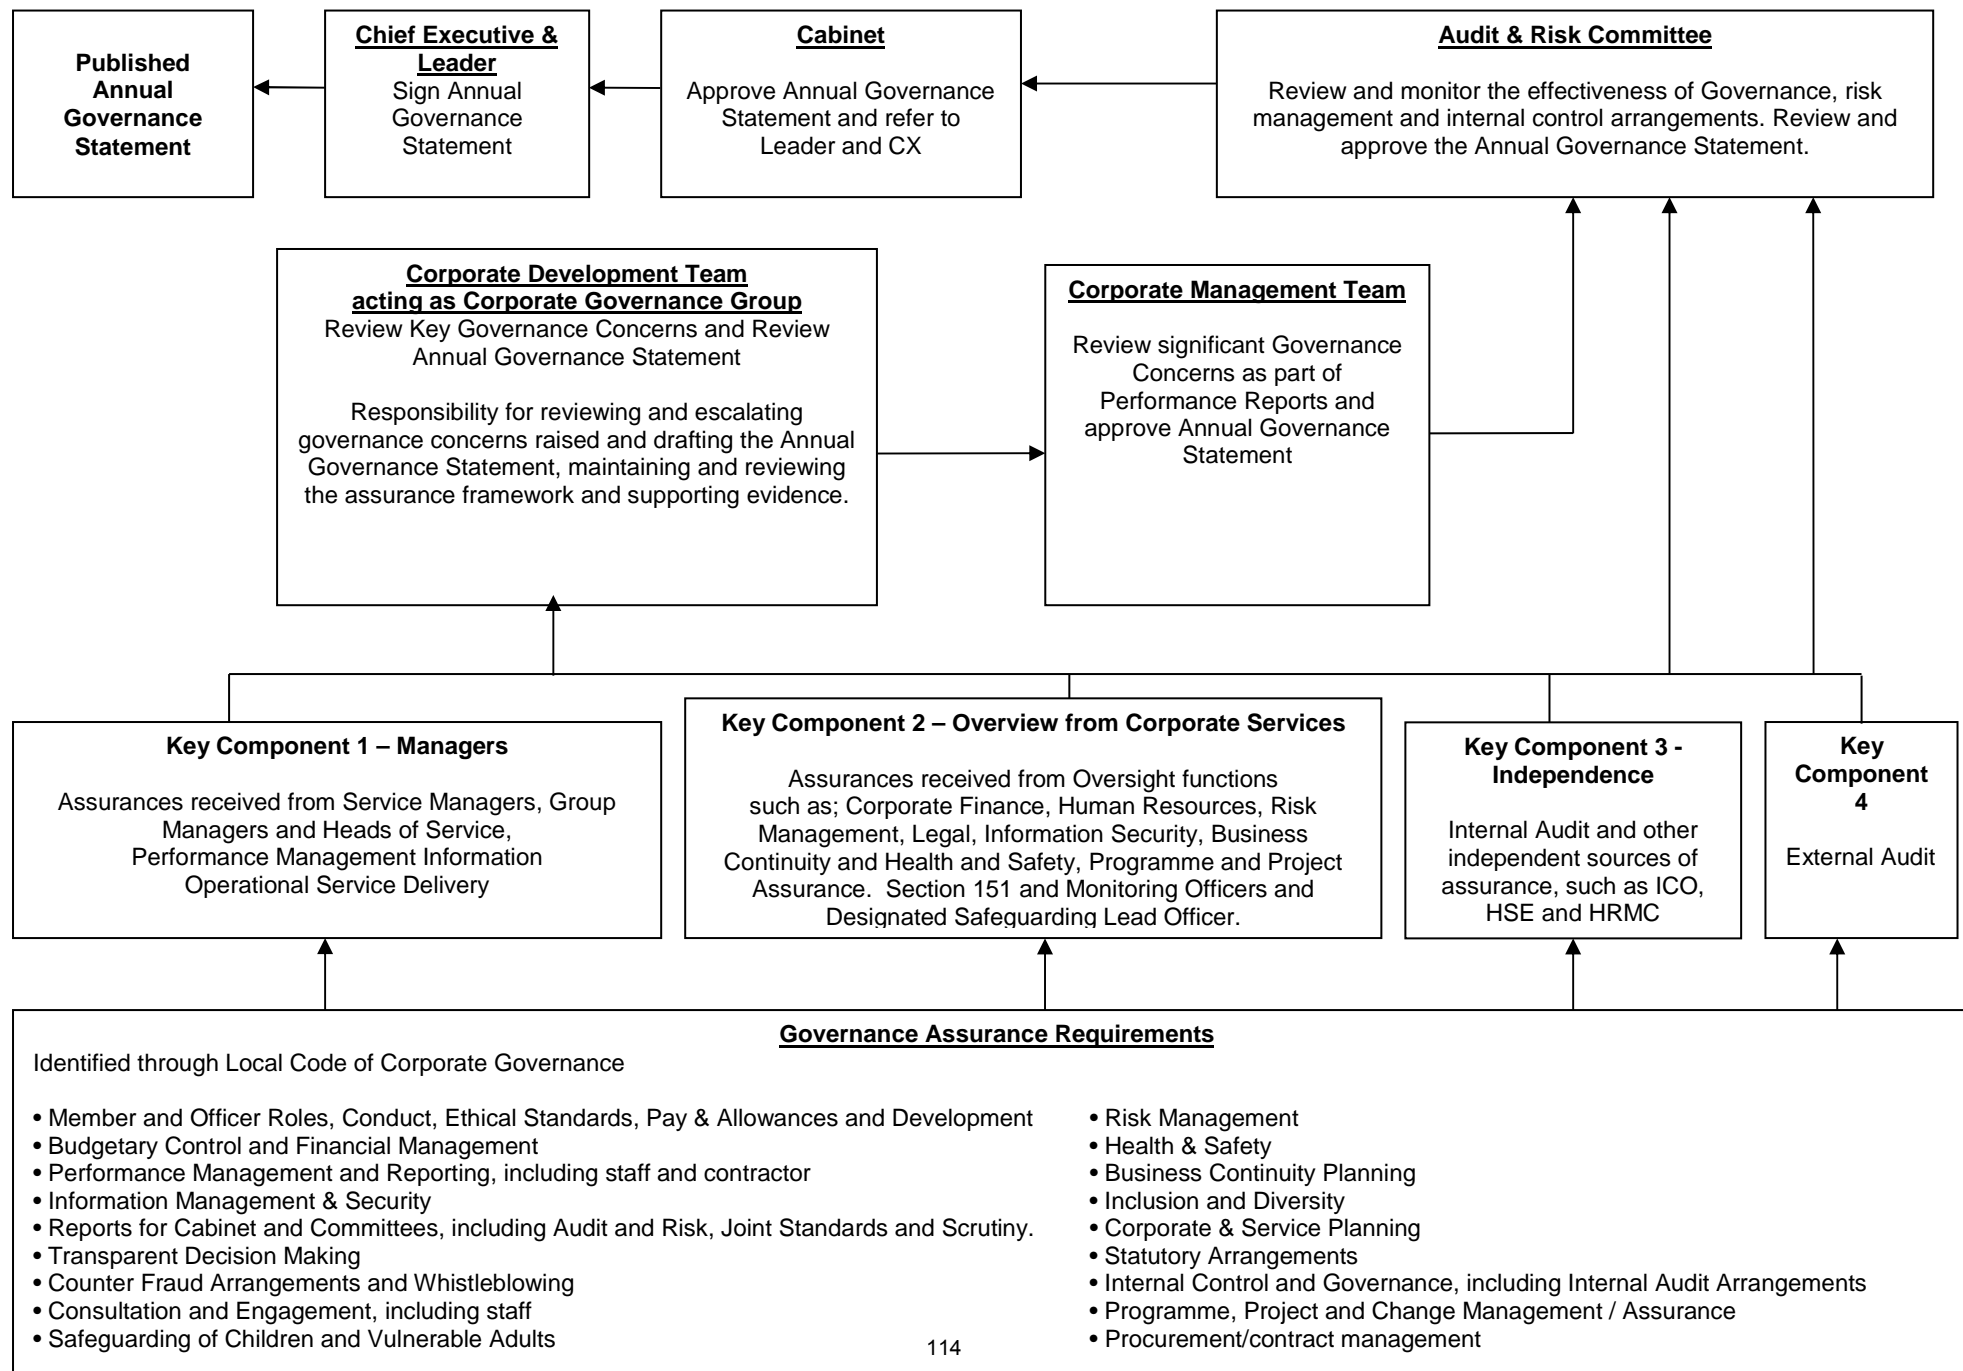 Published
Annual
Governance
Statement
Chief Executive &
Leader
Sign Annual
Governance
Statement
Cabinet
Approve Annual Governance
Statement and refer to
Leader and CX
Audit & Risk Committee
Review and monitor the effectiveness of Governance, risk
management and internal control arrangements. Review and
approve the Annual Governance Statement.
Corporate Development Team
acting as Corporate Governance Group
Review Key Governance Concerns and Review
Annual Governance Statement
Responsibility for reviewing and escalating
governance concerns raised and drafting the Annual
Governance Statement, maintaining and reviewing
the assurance framework and supporting evidence.
Corporate Management Team
Review significant Governance
Concerns as part of
Performance Reports and
approve Annual Governance
Statement
Key Component 1 – Managers
Assurances received from Service Managers, Group
Managers and Heads of Service,
Performance Management Information
Operational Service Delivery
Key Component 2 – Overview from Corporate Services
Assurances received from Oversight functions
such as; Corporate Finance, Human Resources, Risk
Management, Legal, Information Security, Business
Continuity and Health and Safety, Programme and Project
Assurance.  Section 151 and Monitoring Officers and
Designated Safeguarding Lead Officer.
Key Component 3 -
Independence
Internal Audit and other
independent sources of
assurance, such as ICO,
HSE and HRMC
Key
Component
4
External Audit
Governance Assurance Requirements
Identified through Local Code of Corporate Governance
• Member and Officer Roles, Conduct, Ethical Standards, Pay & Allowances and Development
• Budgetary Control and Financial Management
• Performance Management and Reporting, including staff and contractor
• Information Management & Security
• Reports for Cabinet and Committees, including Audit and Risk, Joint Standards and Scrutiny.
• Transparent Decision Making
• Counter Fraud Arrangements and Whistleblowing
• Consultation and Engagement, including staff
• Safeguarding of Children and Vulnerable Adults
• Risk Management
• Health & Safety
• Business Continuity Planning
• Inclusion and Diversity
• Corporate & Service Planning
• Statutory Arrangements
• Internal Control and Governance, including Internal Audit Arrangements
• Programme, Project and Change Management / Assurance
• Procurement/contract management
114